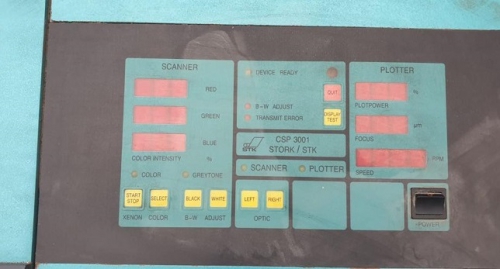 SCANNER
RED
GREEN
BLUE
COLOR INTENSITY %
COLOR GREYTONE
START STOP SELECT BLACK WHITE
XENON COLOR B-W ADJUST
DEVICE READY
QUIT
B-W ADJUST
TRANSMIT ERROR
DISPLAY TEST
STK
CSP 3001
STORK / STK
SCANNER PLOTTER
LEFT RIGHT
OPTIC
PLOTTER
%
PLOTPOWER
µm
FOCUS
RPM
SPEED